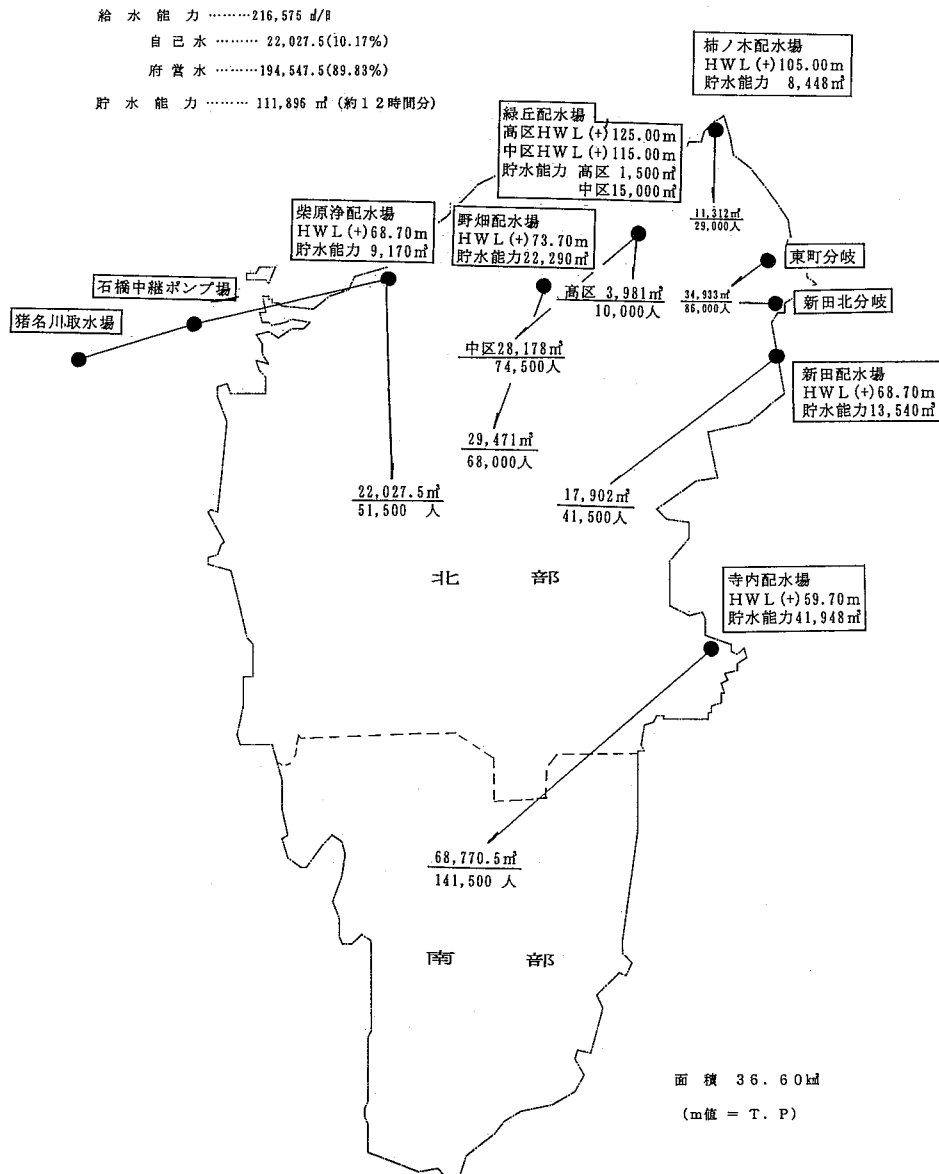 給 水 能 力 ………216,575 ㎥/日
自 己 水 ……… 22,027.5(10.17%)
府 営 水 ………194,547.5(89.83%)
貯 水 能 力 ……… 111,896 ㎥ (約12時間分)
柿ノ木配水場
HWL(+)105.00m
貯水能力 8,448㎥
緑丘配水場
高区HWL(+)125.00m
中区HWL(+)115.00m
貯水能力 高区 1,500㎥
中区15,000㎥
11,312㎥
29,000人
柴原浄配水場
HWL(+)68.70m
貯水能力 9,170㎥
野畑配水場
HWL(+)73.70m
貯水能力22,290㎥
東町分岐
石橋中継ポンプ場
高区 3,981㎥
10,000人
34,933㎥
86,000人
新田北分岐
猪名川取水場
中区28,178㎥
74,500人
新田配水場
HWL(+)68.70m
貯水能力13,540㎥
29,471㎥
68,000人
22,027.5㎥
51,500 人
17,902㎥
41,500人
北 部
寺内配水場
HWL(+)59.70m
貯水能力41,948㎥
68,770.5㎥
141,500 人
南 部
面 積 36.60㎢
(m値 = T.P)